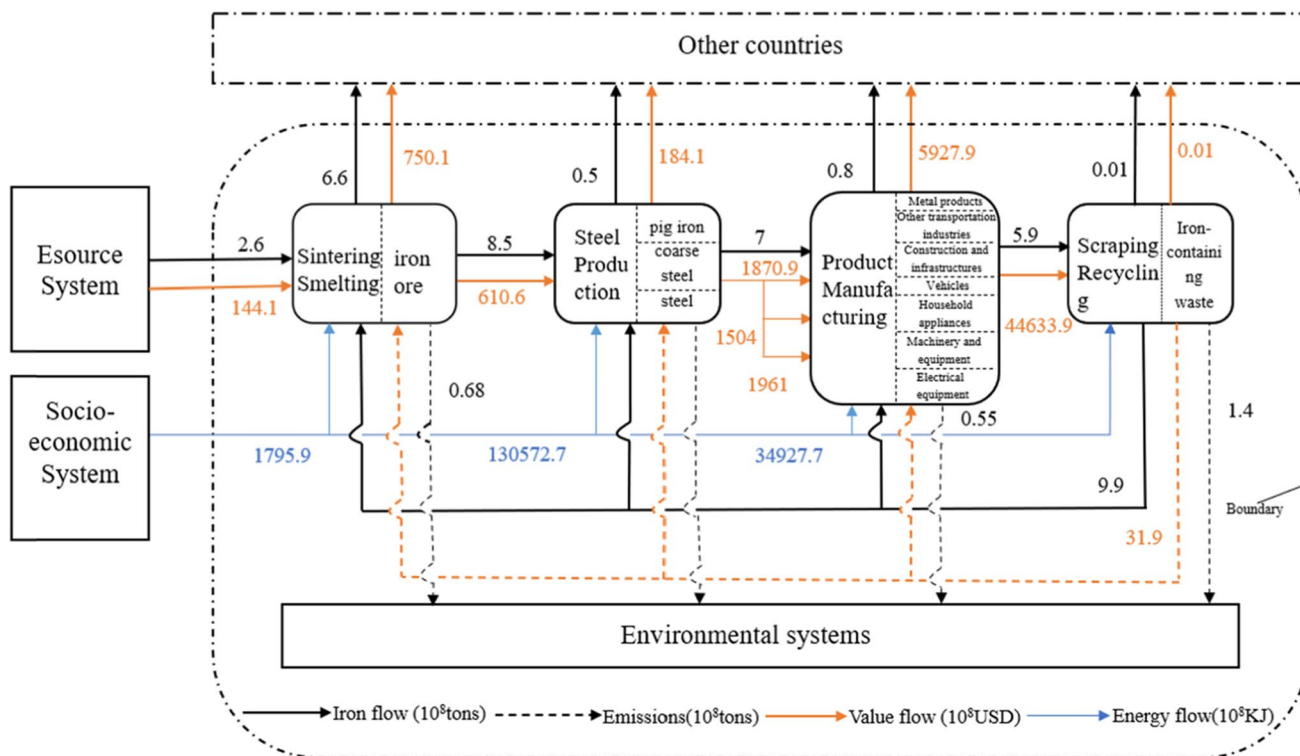 Other countries
750.1
184.1
5927.9
0.01
6.6
0.5
0.8
0.01
Esource
System
2.6
144.1
Sintering
Smelting
iron
ore
8.5
610.6
Steel
Produ
ction
pig iron
coarse
steel
steel
7
1870.9
1504
1961
Product
Manufa
cturing
Metal products
Other transportation
industries
Construction and
infrastructures
Vehicles
Household
appliances
Machinery and
equipment
Electrical
equipment
5.9
44633.9
Scraping
Recyclin
g
Iron-
containi
ng
waste
Socio-
economic
System
0.68
0.55
1.4
1795.9
130572.7
34927.7
9.9
31.9
Boundary
Environmental systems
Iron flow (10⁸tons)
Emissions(10⁸tons)
Value flow (10⁸USD)
Energy flow(10⁸KJ)